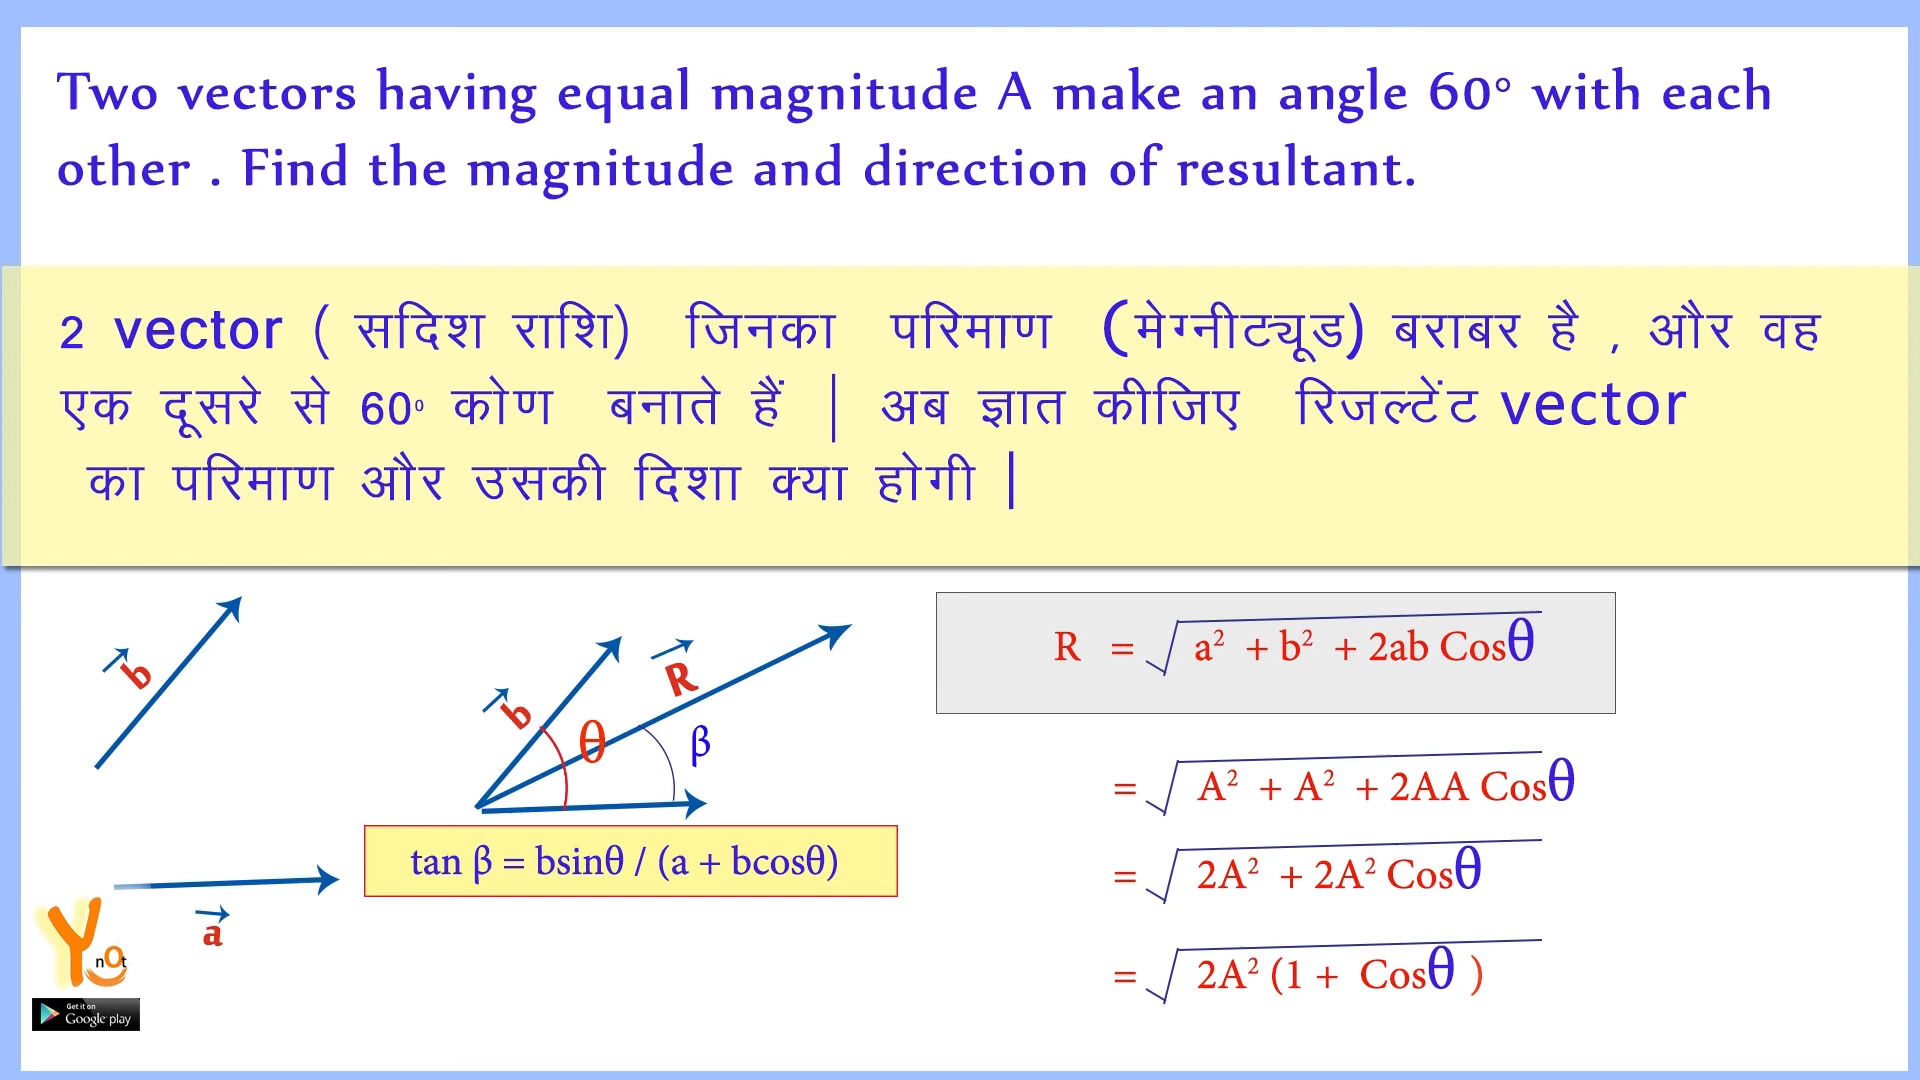 Two vectors having equal magnitude A make an angle 60° with each
other . Find the magnitude and direction of resultant.
2 vector ( सदिश राशि) जिनका परिमाण (मेग्नीट्यूड) बराबर है , और वह
एक दूसरे से 60⁰ कोण बनाते हैं | अब ज्ञात कीजिए रिजल्टेंट vector
का परिमाण और उसकी दिशा क्या होगी |
b
b
R
θ
β
a
tan β = bsinθ / (a + bcosθ)
R = √ a² + b² + 2ab Cosθ
= √ A² + A² + 2AA Cosθ
= √ 2A² + 2A² Cosθ
= √ 2A² (1 + Cosθ )
Y nOt
Get it on
Google play